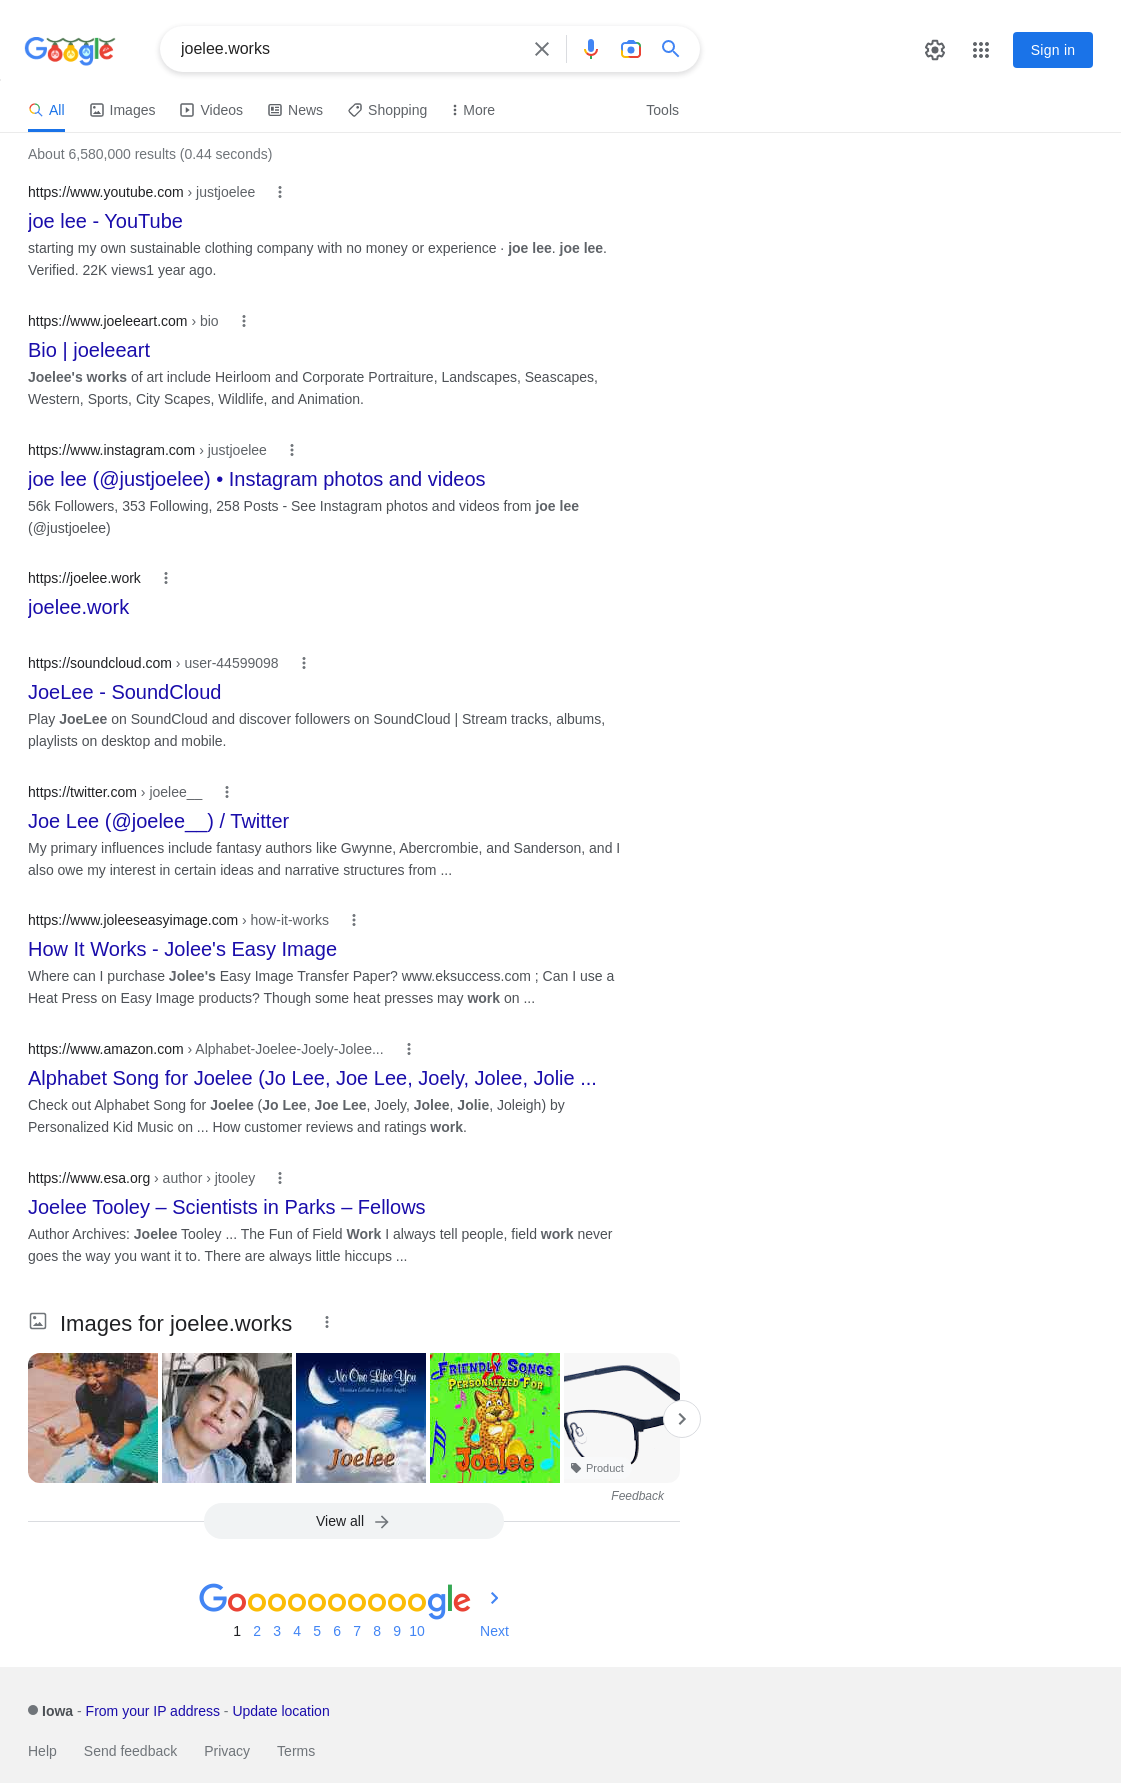 Google
joelee.works
Sign in
All Images Videos News Shopping More Tools
About 6,580,000 results (0.44 seconds)
https://www.youtube.com › justjoelee
joe lee - YouTube
starting my own sustainable clothing company with no money or experience · joe lee. joe lee.
Verified. 22K views1 year ago.
https://www.joeleeart.com › bio
Bio | joeleeart
Joelee's works of art include Heirloom and Corporate Portraiture, Landscapes, Seascapes,
Western, Sports, City Scapes, Wildlife, and Animation.
https://www.instagram.com › justjoelee
joe lee (@justjoelee) • Instagram photos and videos
56k Followers, 353 Following, 258 Posts - See Instagram photos and videos from joe lee
(@justjoelee)
https://joelee.work
joelee.work
https://soundcloud.com › user-44599098
JoeLee - SoundCloud
Play JoeLee on SoundCloud and discover followers on SoundCloud | Stream tracks, albums,
playlists on desktop and mobile.
https://twitter.com › joelee__
Joe Lee (@joelee__) / Twitter
My primary influences include fantasy authors like Gwynne, Abercrombie, and Sanderson, and I
also owe my interest in certain ideas and narrative structures from ...
https://www.joleeseasyimage.com › how-it-works
How It Works - Jolee's Easy Image
Where can I purchase Jolee's Easy Image Transfer Paper? www.eksuccess.com ; Can I use a
Heat Press on Easy Image products? Though some heat presses may work on ...
https://www.amazon.com › Alphabet-Joelee-Joely-Jolee...
Alphabet Song for Joelee (Jo Lee, Joe Lee, Joely, Jolee, Jolie ...
Check out Alphabet Song for Joelee (Jo Lee, Joe Lee, Joely, Jolee, Jolie, Joleigh) by
Personalized Kid Music on ... How customer reviews and ratings work.
https://www.esa.org › author › jtooley
Joelee Tooley – Scientists in Parks – Fellows
Author Archives: Joelee Tooley ... The Fun of Field Work I always tell people, field work never
goes the way you want it to. There are always little hiccups ...
Images for joelee.works
No One Like You
Christian Lullabies for Little Angels
Joelee
FRIENDLY SONGS
PERSONALIZED FOR
Joelee
Product
Feedback
View all
Goooooooooogle
1 2 3 4 5 6 7 8 9 10 Next
Iowa - From your IP address - Update location
Help Send feedback Privacy Terms